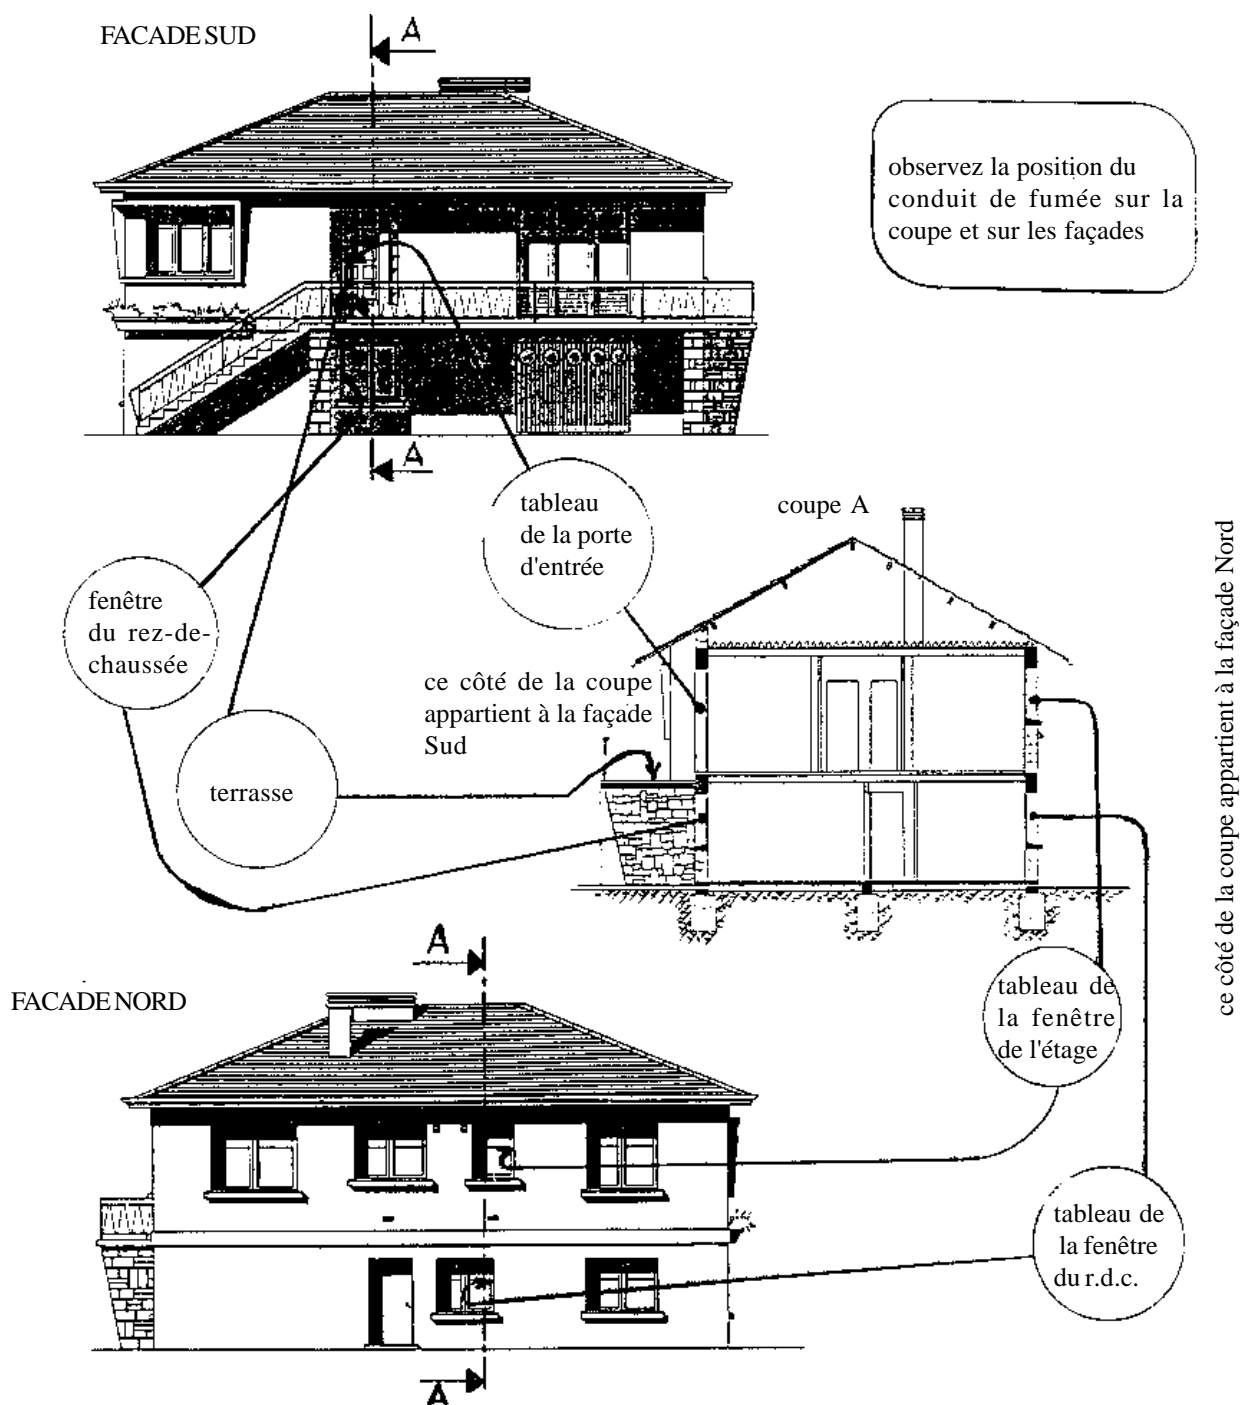 FACADE SUD
A
observez la position du
conduit de fumée sur la
coupe et sur les façades
A
tableau
de la porte
d'entrée
coupe A
fenêtre
du rez-de-
chaussée
ce côté de la coupe
appartient à la façade
Sud
terrasse
ce côté de la coupe appartient à la façade Nord
A
FACADE NORD
tableau de
la fenêtre
de l'étage
tableau de
la fenêtre
du r.d.c.
A